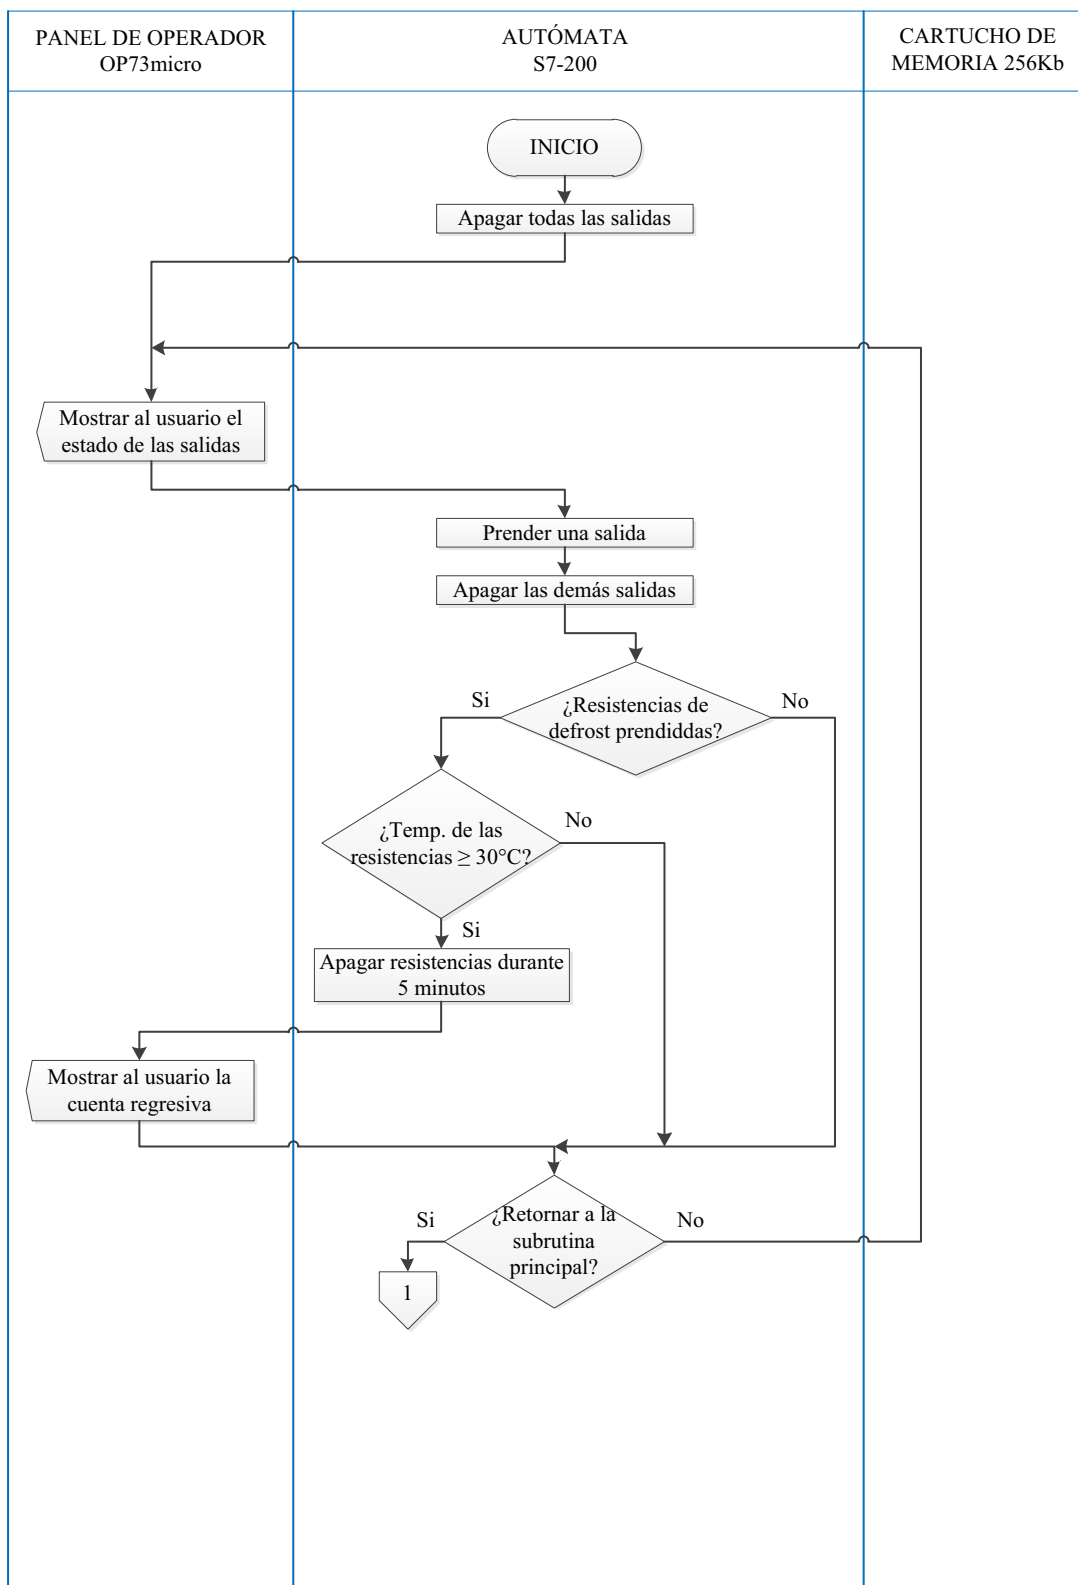 PANEL DE OPERADOR
OP73micro
AUTÓMATA
S7-200
CARTUCHO DE
MEMORIA 256Kb
INICIO
Apagar todas las salidas
Mostrar al usuario el
estado de las salidas
Prender una salida
Apagar las demás salidas
Si
¿Resistencias de
defrost prendiddas?
No
¿Temp. de las
resistencias ≥ 30°C?
No
Si
Apagar resistencias durante
5 minutos
Mostrar al usuario la
cuenta regresiva
Si
¿Retornar a la
subrutina
principal?
No
1